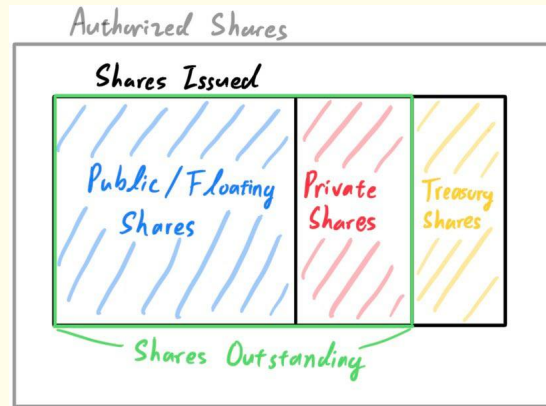 Authorized Shares
Shares Issued
Public/Floating
Shares
Private
Shares
Treasury
Shares
Shares Outstanding